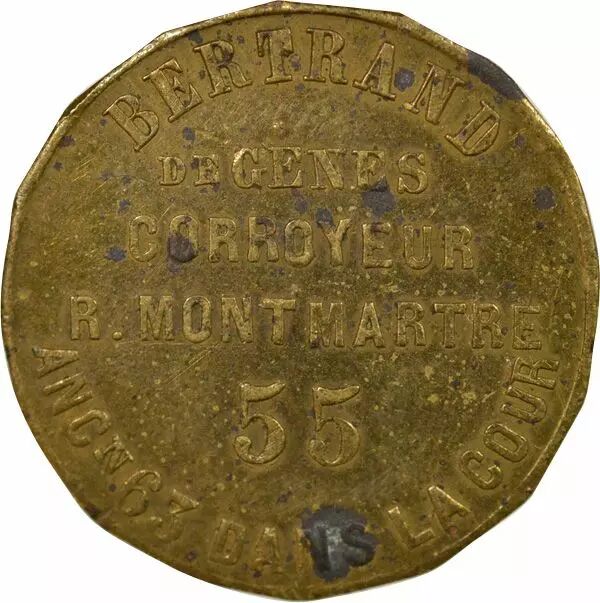 BERTRAND
DE GENES
CORROYEUR
R. MONTMARTRE
55
ANC N 63 DANS LA COUR